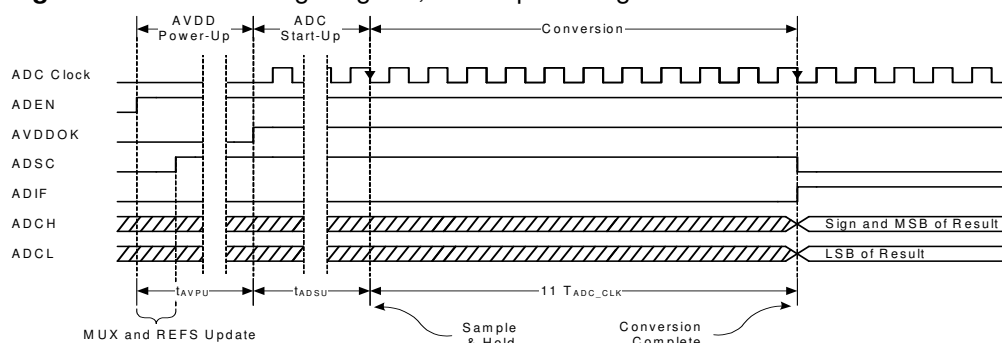 AVDD
Power-Up
ADC
Start-Up
Conversion
ADC Clock
ADEN
AVDDOK
ADSC
ADIF
ADCH
Sign and MSB of Result
ADCL
LSB of Result
tAVPU
tADSU
11 TADC_CLK
MUX and REFS Update
Sample
& Hold
Conversion
Complete